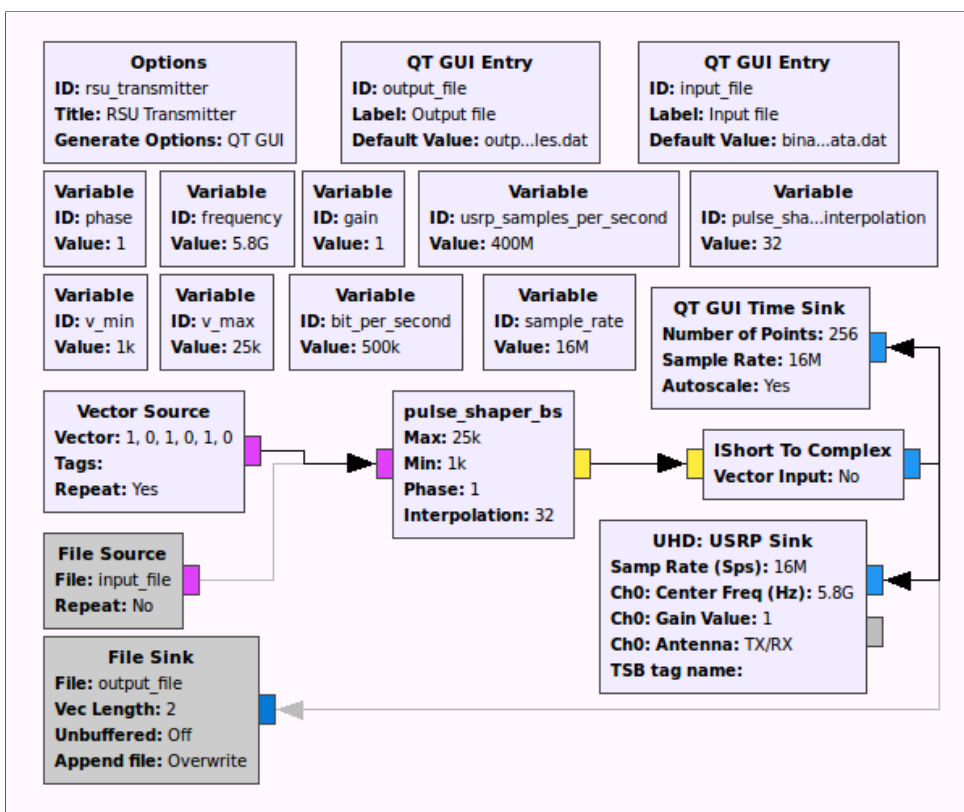 Options
ID: rsu_transmitter
Title: RSU Transmitter
Generate Options: QT GUI
QT GUI Entry
ID: output_file
Label: Output file
Default Value: outp...les.dat
QT GUI Entry
ID: input_file
Label: Input file
Default Value: bina...ata.dat
Variable
ID: phase
Value: 1
Variable
ID: frequency
Value: 5.8G
Variable
ID: gain
Value: 1
Variable
ID: usrp_samples_per_second
Value: 400M
Variable
ID: pulse_sha...interpolation
Value: 32
Variable
ID: v_min
Value: 1k
Variable
ID: v_max
Value: 25k
Variable
ID: bit_per_second
Value: 500k
Variable
ID: sample_rate
Value: 16M
QT GUI Time Sink
Number of Points: 256
Sample Rate: 16M
Autoscale: Yes
Vector Source
Vector: 1, 0, 1, 0, 1, 0
Tags:
Repeat: Yes
pulse_shaper_bs
Max: 25k
Min: 1k
Phase: 1
Interpolation: 32
IShort To Complex
Vector Input: No
File Source
File: input_file
Repeat: No
UHD: USRP Sink
Samp Rate (Sps): 16M
Ch0: Center Freq (Hz): 5.8G
Ch0: Gain Value: 1
Ch0: Antenna: TX/RX
TSB tag name:
File Sink
File: output_file
Vec Length: 2
Unbuffered: Off
Append file: Overwrite